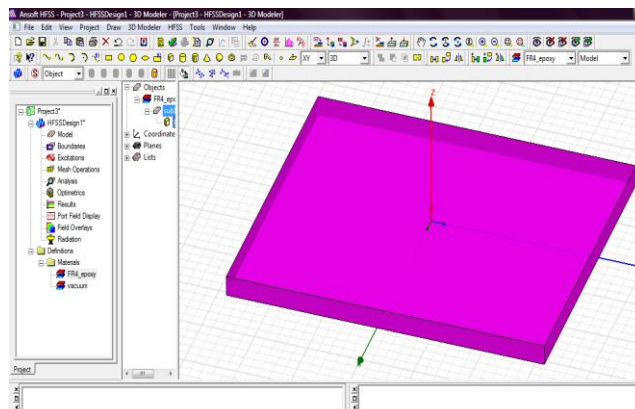 Ansoft HFSS - Project3 - HFSSDesign1 - 3D Modeler - [Project3 - HFSSDesign1 - 3D Modeler]
File Edit View Project Draw 3D Modeler HFSS Tools Window Help
XY 3D FR4_epoxy Model
Object
Objects
Project3* FR4_epo
HFSSDesign1*
Model
Boundaries Coordinate
Excitations Planes
Mesh Operations Lists
Analysis
Optimetrics
Results
Port Field Display
Field Overlays
Radiation
Definitions
Materials
FR4_epoxy
vacuum
Project
Z